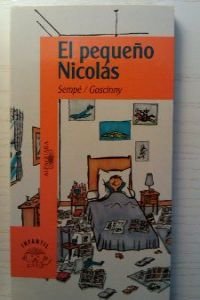 El pequeño
Nicolás
Sempé / Goscinny
ALFAGUARA
INFANTIL